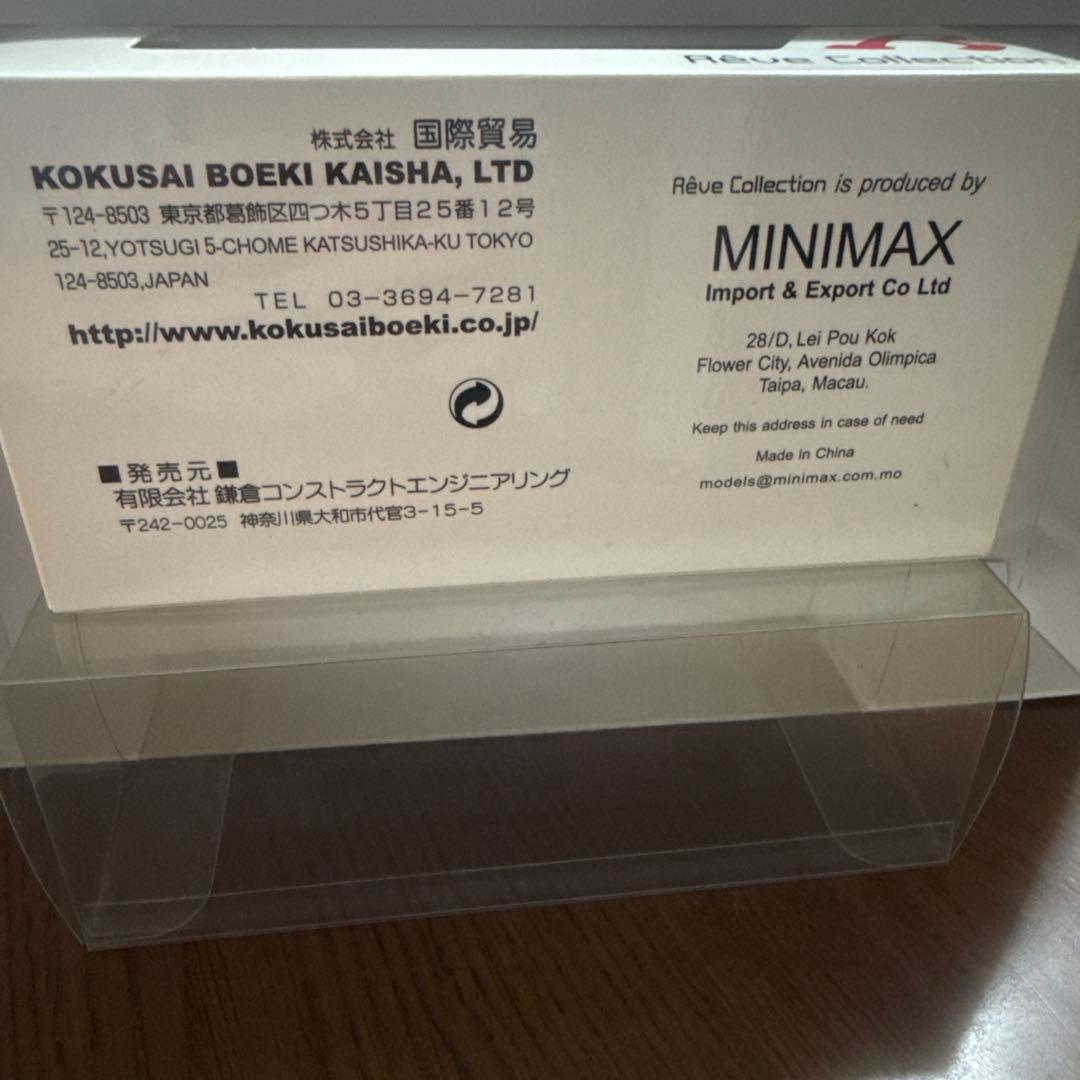 Rêve Collection
株式会社 国際貿易
KOKUSAI BOEKI KAISHA, LTD
〒124-8503 東京都葛飾区四つ木5丁目25番12号
25-12,YOTSUGI 5-CHOME KATSUSHIKA-KU TOKYO
124-8503,JAPAN
TEL 03-3694-7281
http://www.kokusaiboeki.co.jp/
■発売元■
有限会社 鎌倉コンストラクトエンジニアリング
〒242-0025 神奈川県大和市代官3-15-5
Rêve Collection is produced by
MINIMAX
Import & Export Co Ltd
28/D, Lei Pou Kok
Flower City, Avenida Olimpica
Taipa, Macau.
Keep this address in case of need
Made in China
models@minimax.com.mo